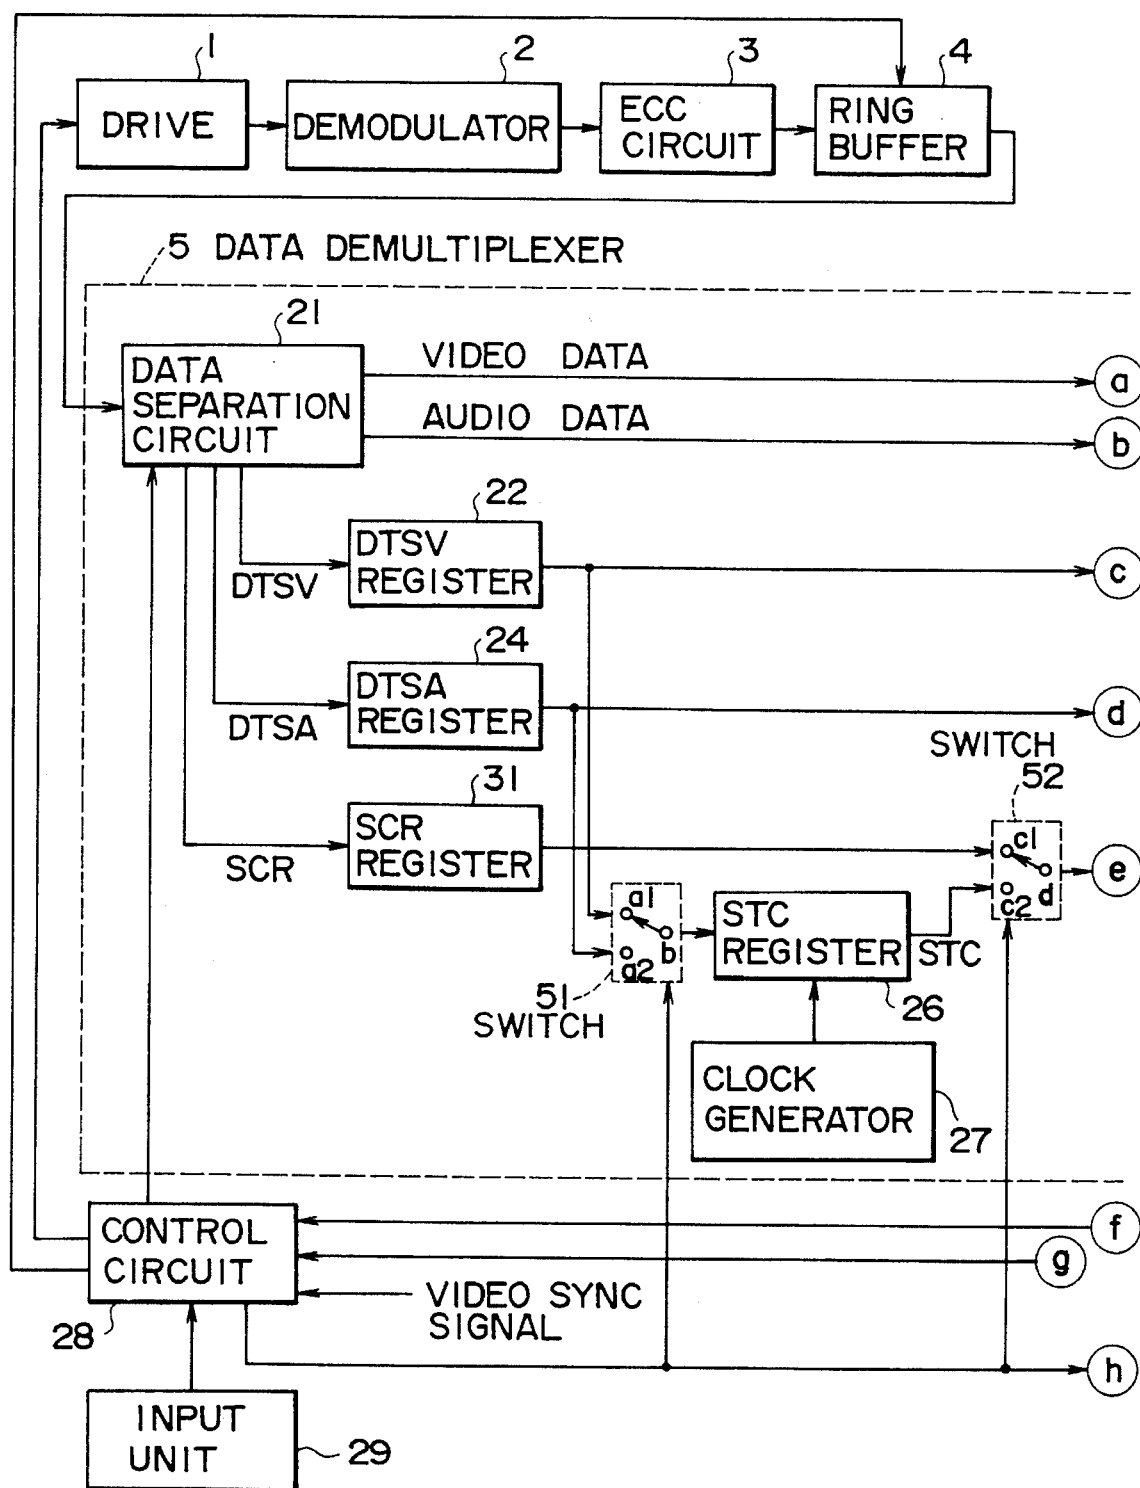 1
2
3
4
DRIVE
DEMODULATOR
ECC
CIRCUIT
RING
BUFFER
5 DATA DEMULTIPLEXER
21
DATA
SEPARATION
CIRCUIT
VIDEO DATA
a
AUDIO DATA
b
22
DTSV
REGISTER
DTSV
c
24
DTSA
REGISTER
DTSA
d
SWITCH
52
31
SCR
REGISTER
SCR
c1
d
c2
e
a1
b
a2
STC
REGISTER
STC
51
SWITCH
26
CLOCK
GENERATOR
27
CONTROL
CIRCUIT
f
g
VIDEO SYNC
SIGNAL
28
h
INPUT
UNIT
29